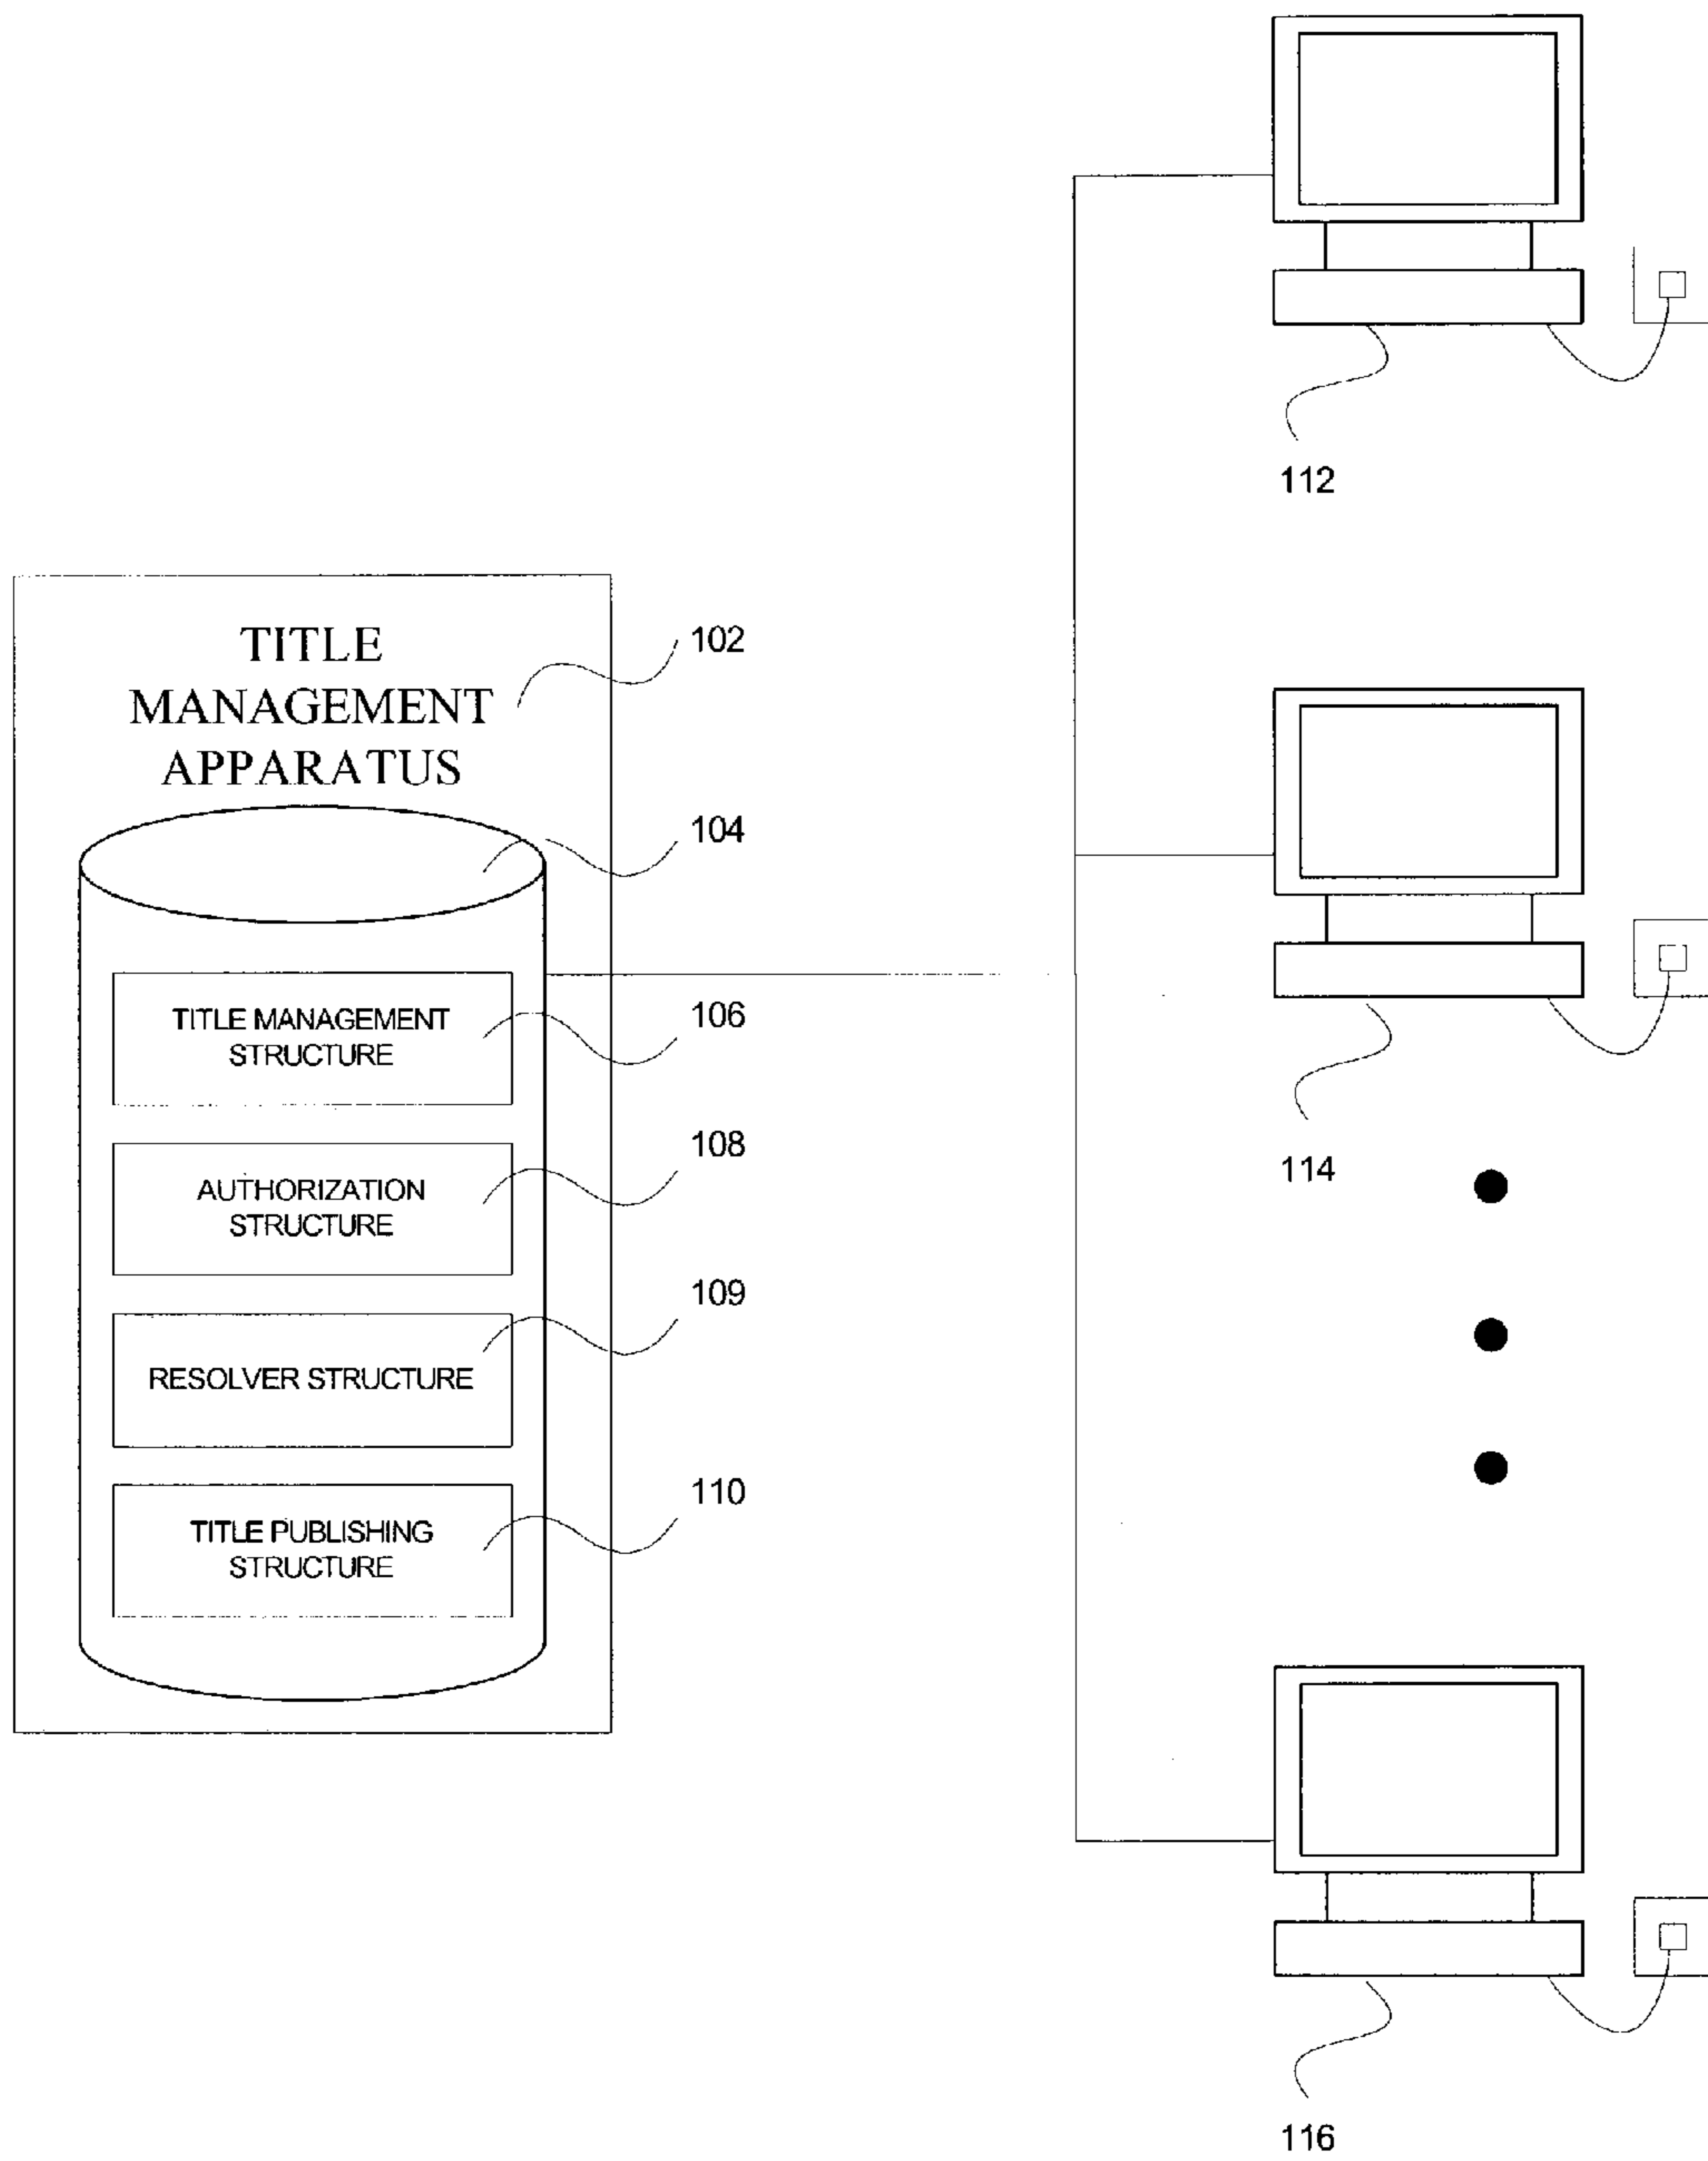 112
TITLE
MANAGEMENT
APPARATUS
102
104
TITLE MANAGEMENT
STRUCTURE
106
AUTHORIZATION
STRUCTURE
108
RESOLVER STRUCTURE
109
TITLE PUBLISHING
STRUCTURE
110
114
116